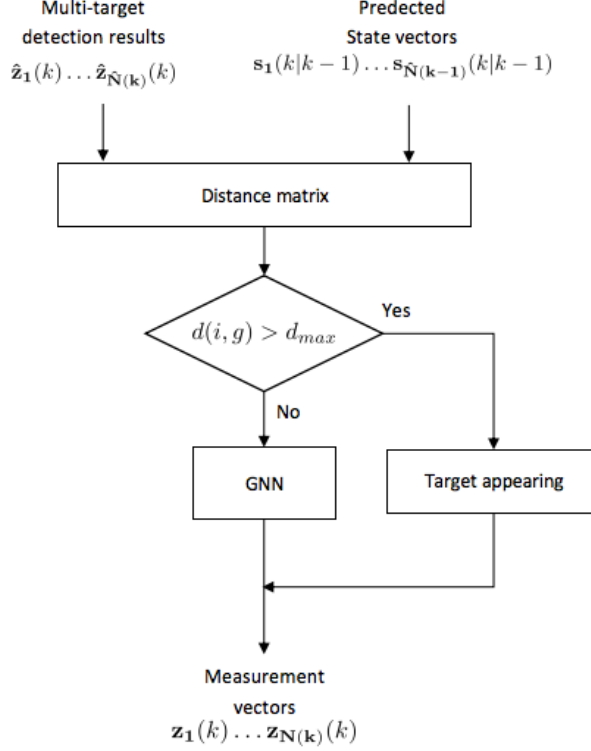 Multi-target
detection results
ẑ₁(k) … ẑ_N̂(k)(k)
Predected
State vectors
s₁(k|k − 1) … s_N̂(k−1)(k|k − 1)
Distance matrix
d(i, g) > d_max
Yes
No
GNN
Target appearing
Measurement
vectors
z₁(k) … z_N(k)(k)